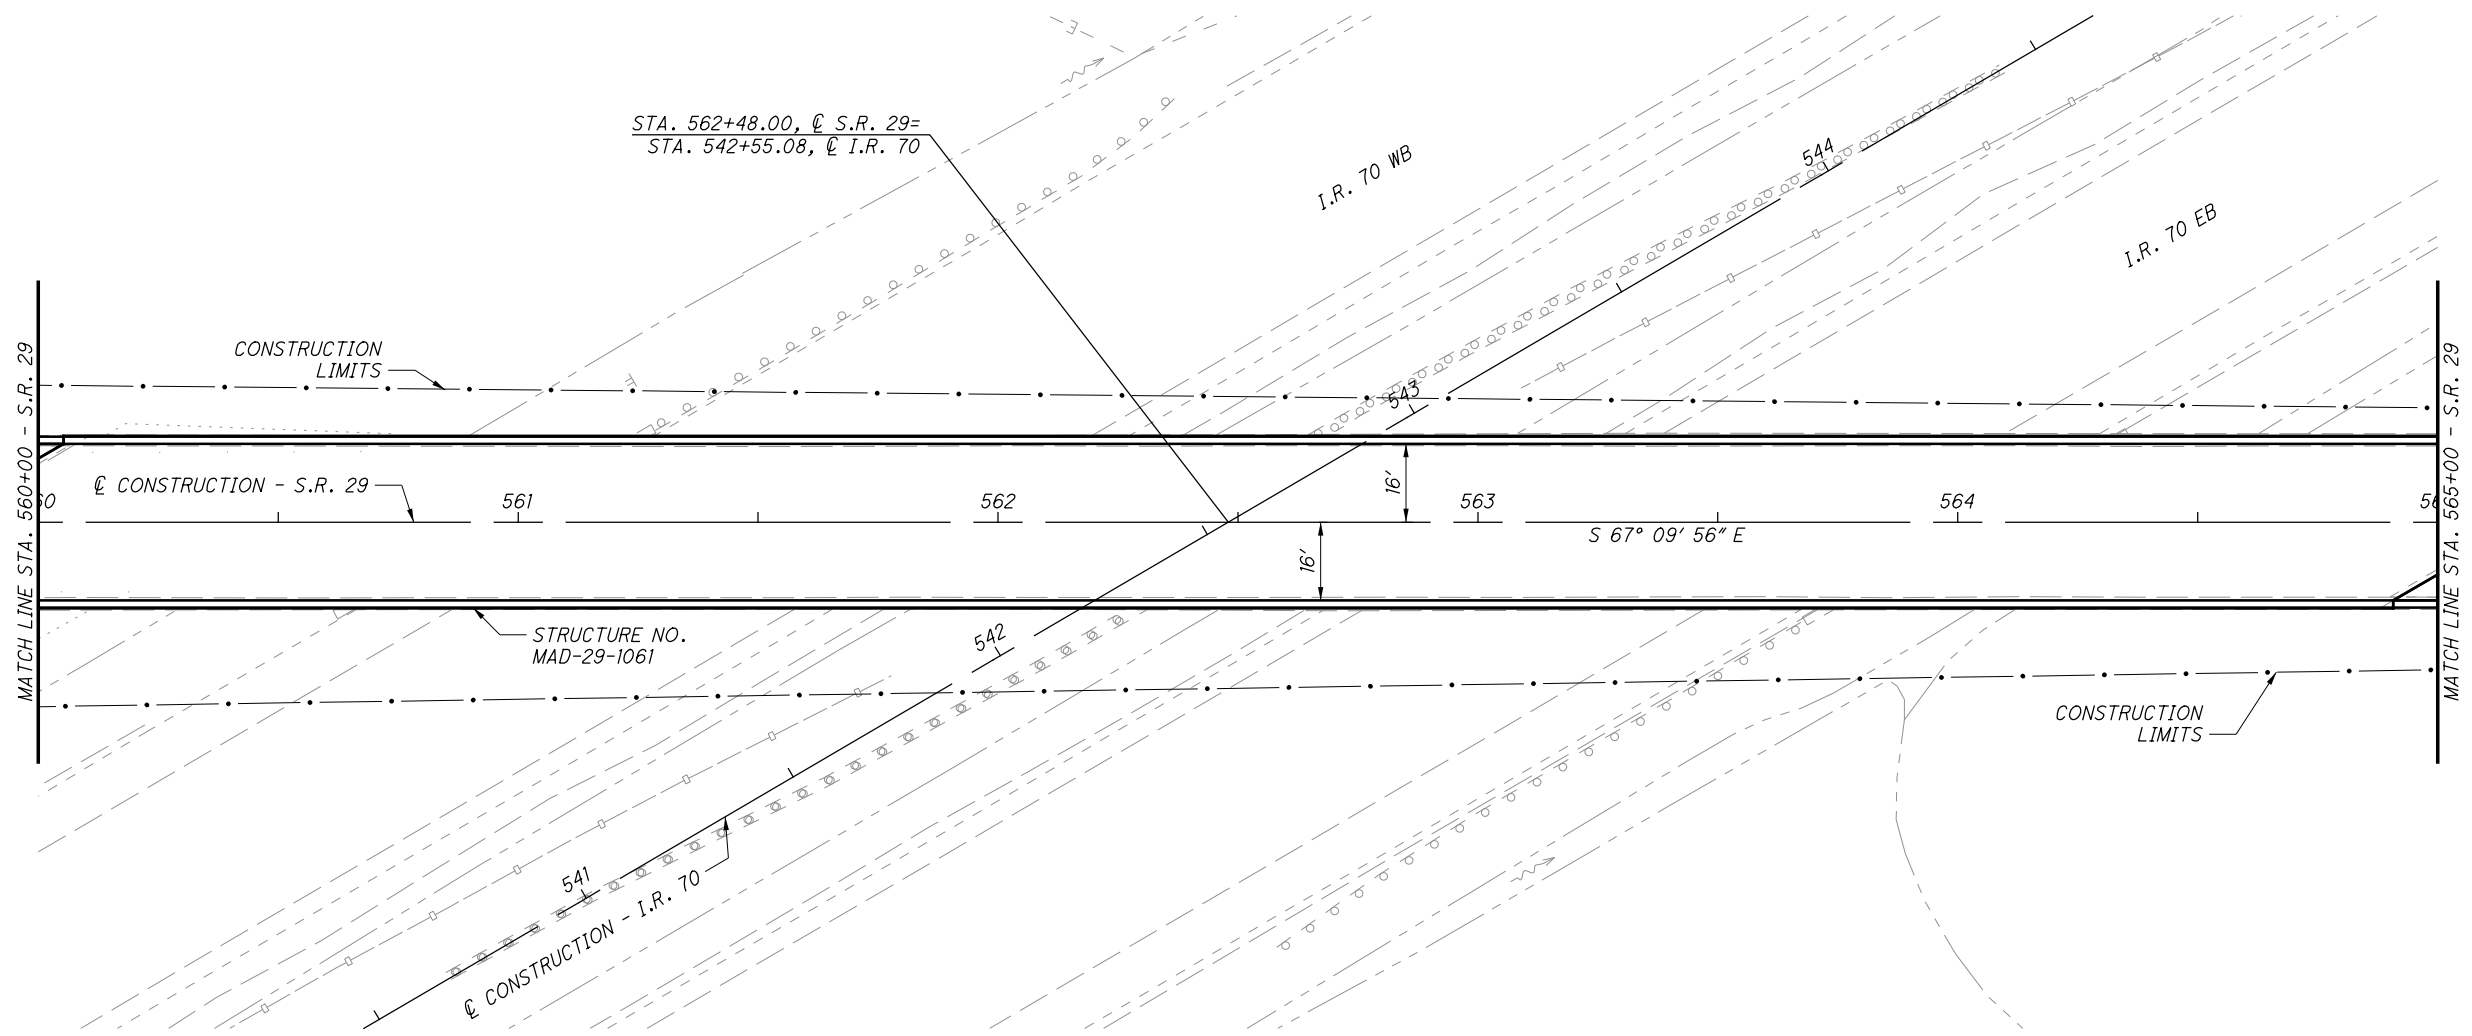 STA. 562+48.00, ℄ S.R. 29=
STA. 542+55.08, ℄ I.R. 70
I.R. 70 WB
544
I.R. 70 EB
CONSTRUCTION
LIMITS
543
MATCH LINE STA. 560+00 - S.R. 29
MATCH LINE STA. 565+00 - S.R. 29
℄ CONSTRUCTION - S.R. 29
16'
561
562
563
564
S 67° 09' 56" E
16'
STRUCTURE NO.
MAD-29-1061
542
CONSTRUCTION
LIMITS
541
℄ CONSTRUCTION - I.R. 70